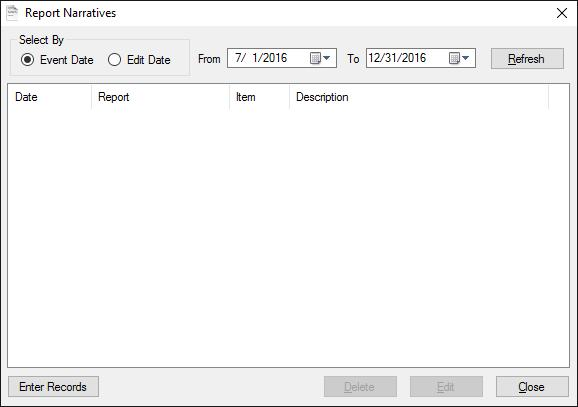 Report Narratives
Select By
Event Date Edit Date From 7/ 1/2016 To 12/31/2016 Refresh
Date Report Item Description
Enter Records Delete Edit Close